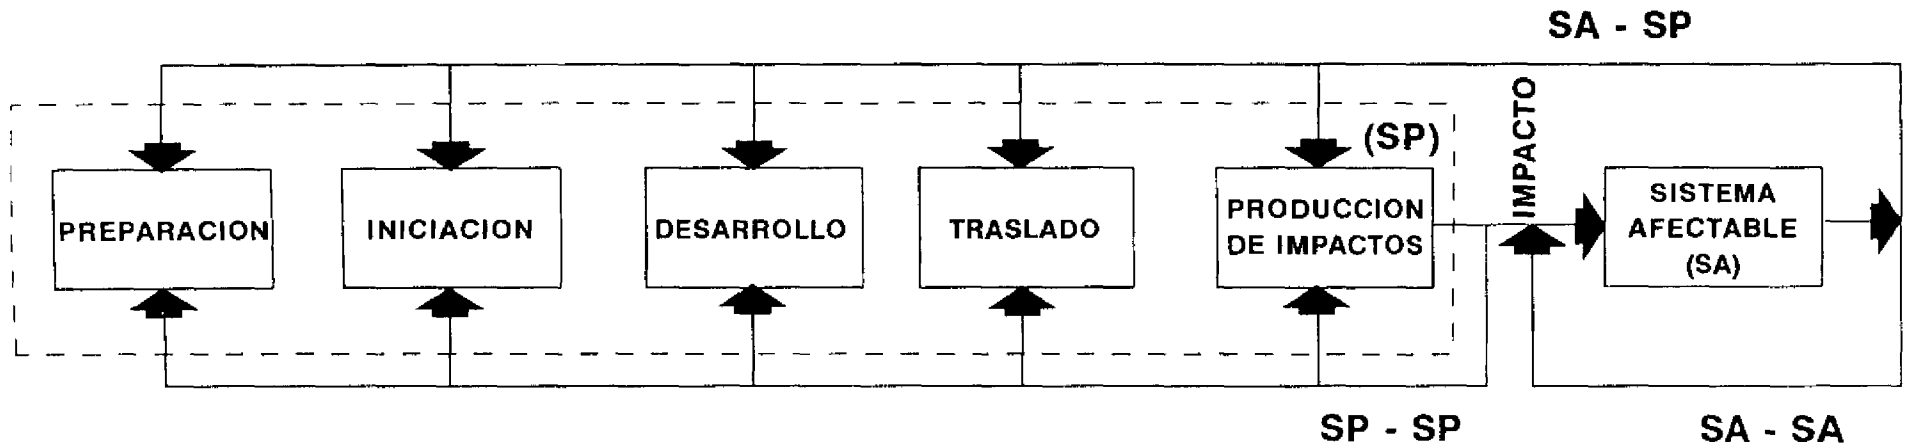 SA - SP
(SP)
IMPACTO
PREPARACION
INICIACION
DESARROLLO
TRASLADO
PRODUCCION
DE IMPACTOS
SISTEMA
AFECTABLE
(SA)
SP - SP
SA - SA